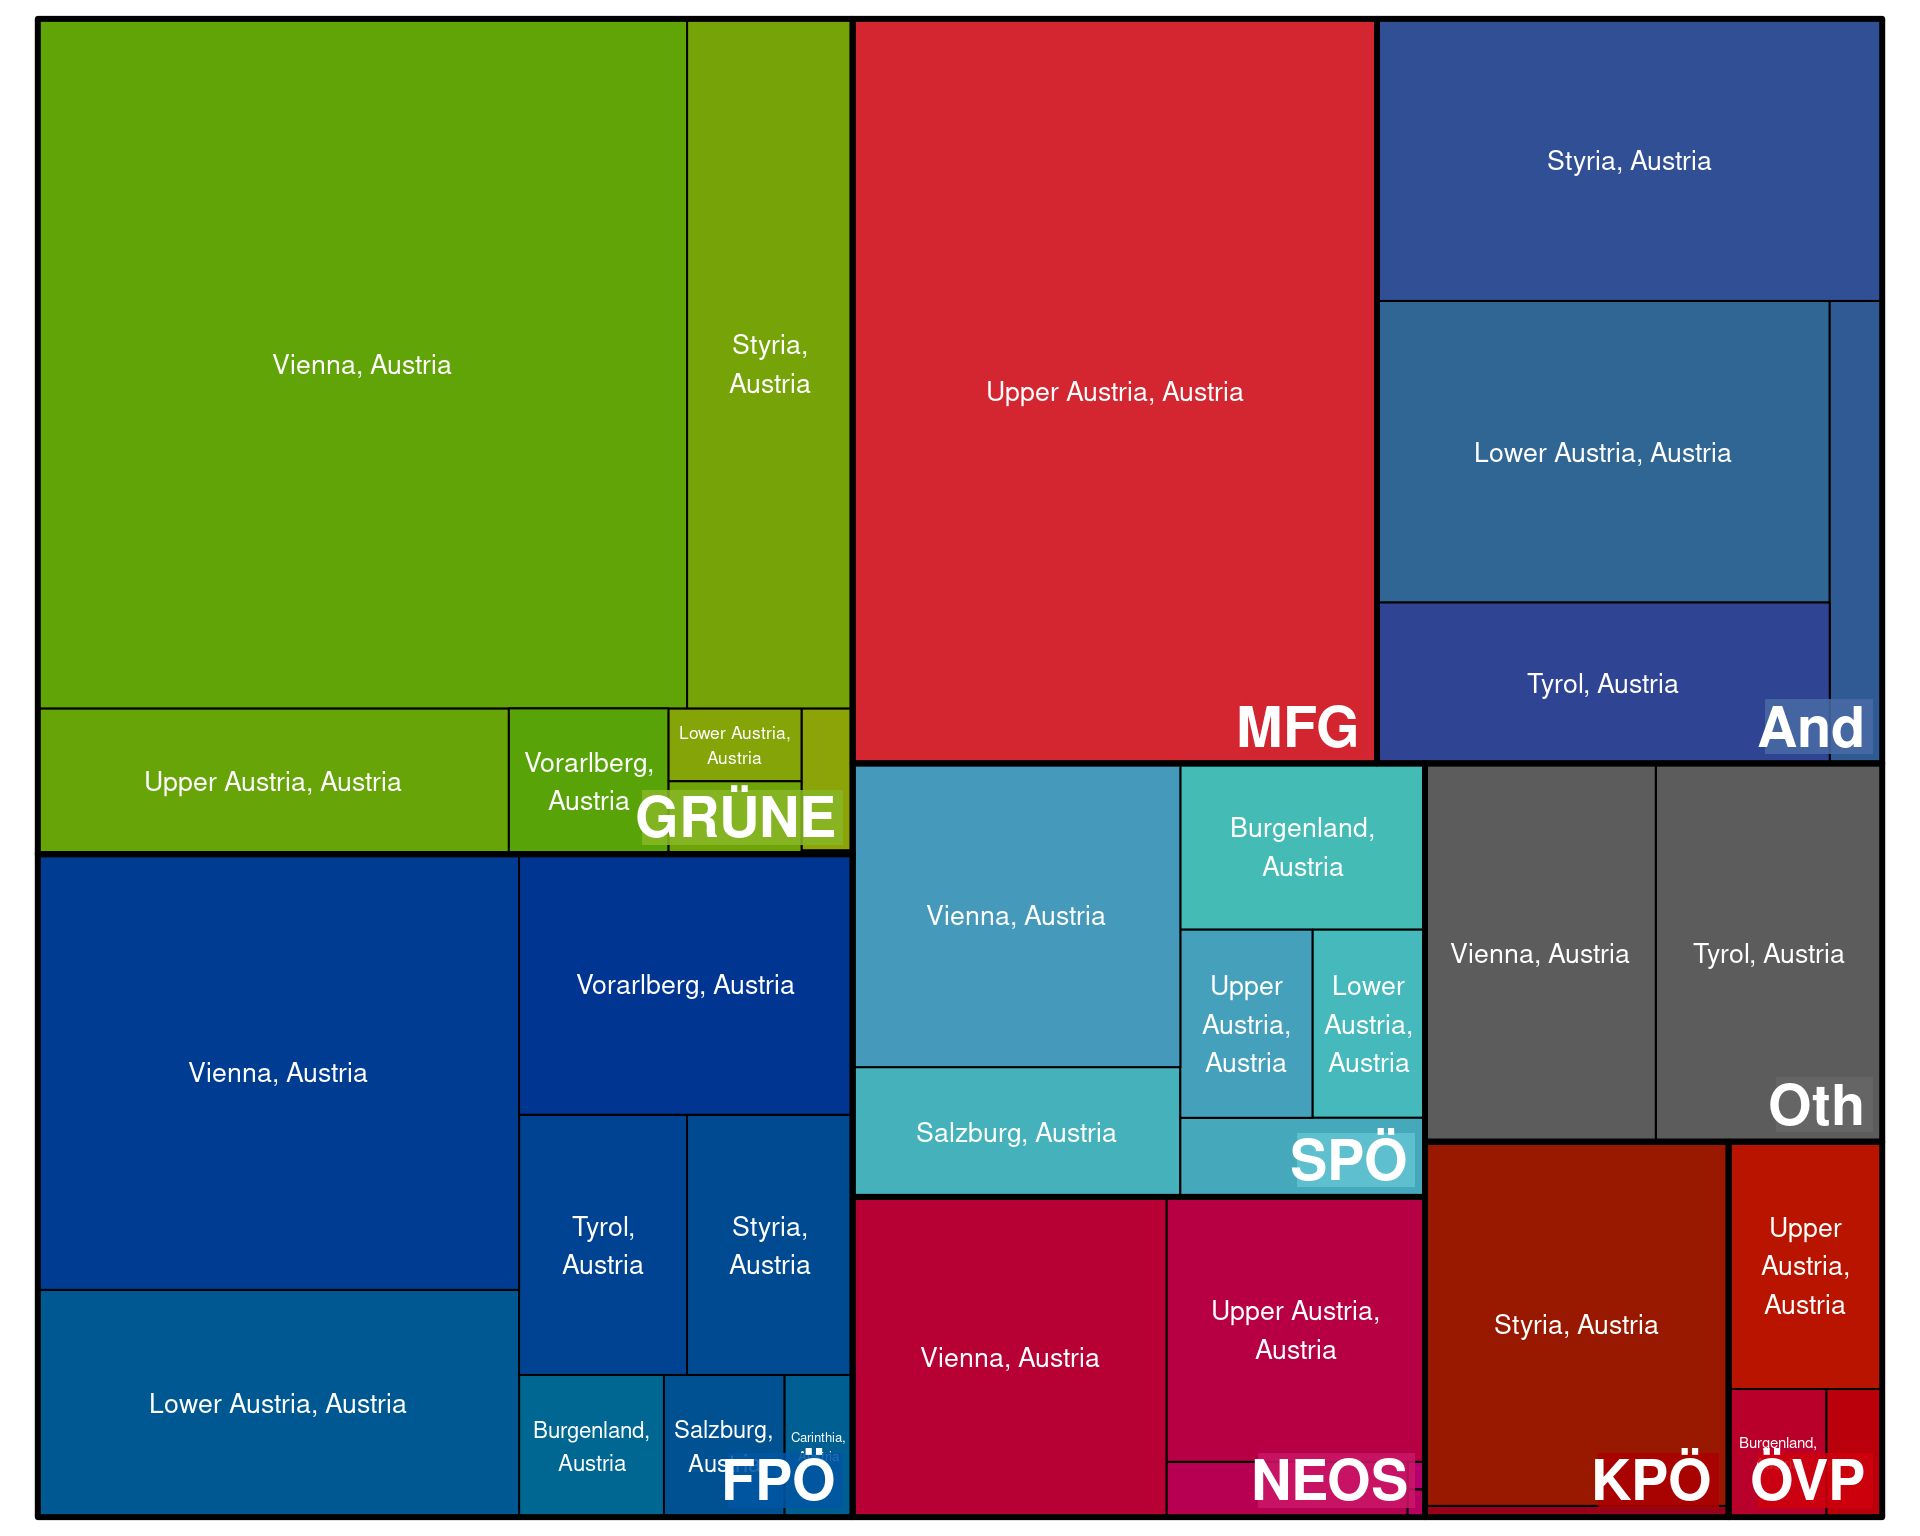 Vienna, Austria
Styria,
Austria
Upper Austria, Austria
Vorarlberg,
Austria
Lower Austria,
Austria
GRÜNE
Upper Austria, Austria
MFG
Styria, Austria
Lower Austria, Austria
Tyrol, Austria
And
Vienna, Austria
Vorarlberg, Austria
Tyrol,
Austria
Styria,
Austria
Lower Austria, Austria
Burgenland,
Austria
Salzburg,
Carinthia,
FPÖ
Vienna, Austria
Burgenland,
Austria
Upper
Austria,
Austria
Lower
Austria,
Austria
Salzburg, Austria
SPÖ
Vienna, Austria
Tyrol, Austria
Oth
Vienna, Austria
Upper Austria,
Austria
NEOS
Styria, Austria
KPÖ
Upper
Austria,
Austria
Burgenland,
ÖVP